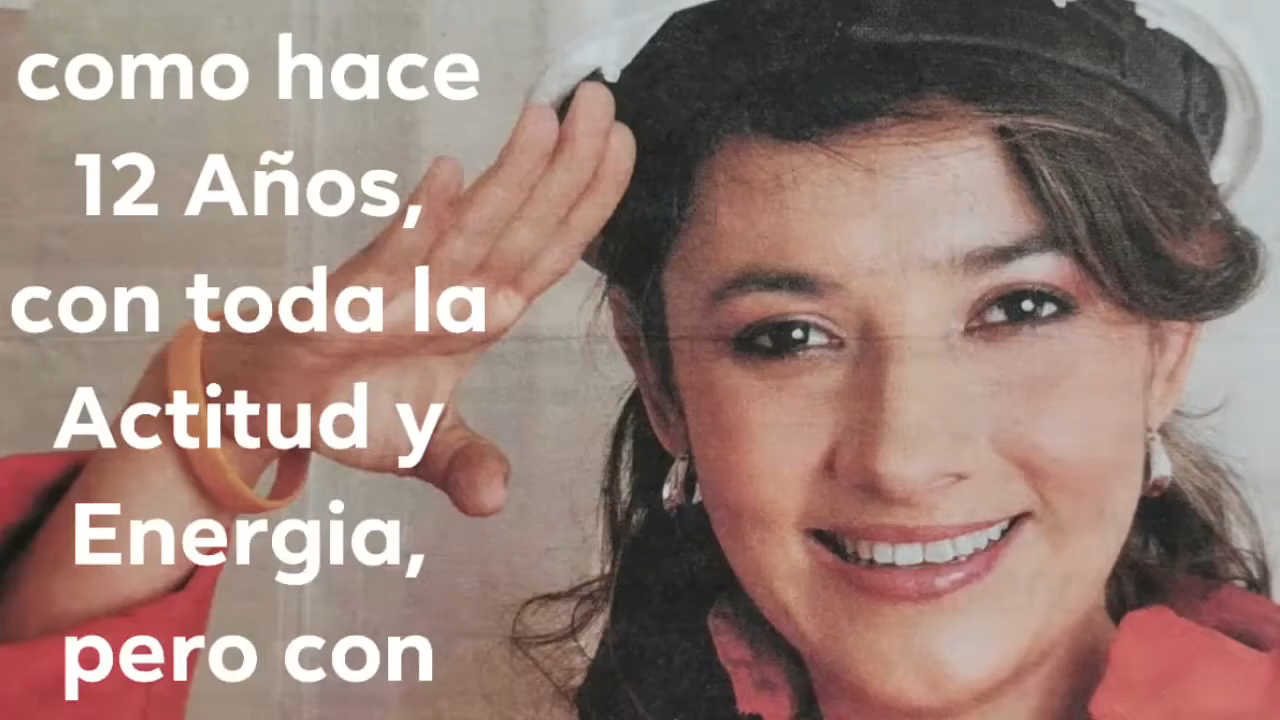 como hace
12 Años,
con toda la
Actitud y
Energia,
pero con